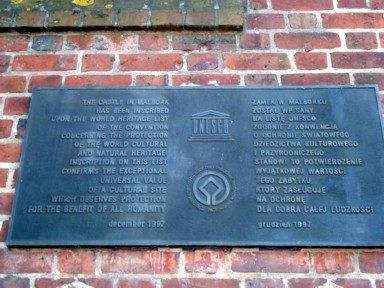 THE CASTLE IN MALBORK
HAS BEEN INSCRIBED
UPON THE WORLD HERITAGE LIST
OF THE CONVENTION
CONCERNING THE PROTECTION
OF THE WORLD CULTURAL
AND NATURAL HERITAGE.
INSCRIPTION ON THIS LIST
CONFIRMS THE EXCEPTIONAL
UNIVERSAL VALUE
OF A CULTURAL SITE
WHICH DESERVES PROTECTION
FOR THE BENEFIT OF ALL HUMANITY
december 1997
UNESCO
ZAMEK W MALBORKU
ZOSTAŁ WPISANY
NA LISTĘ UNESCO
ZGODNIE Z KONWENCJĄ
O OCHRONIE ŚWIATOWEGO
DZIEDZICTWA KULTUROWEGO
I PRZYRODNICZEGO.
STANOWI TO POTWIERDZENIE
WYJĄTKOWEJ WARTOŚCI
TEGO ZABYTKU,
KTÓRY ZASŁUGUJE
NA OCHRONĘ
DLA DOBRA CAŁEJ LUDZKOŚCI
grudzień 1997